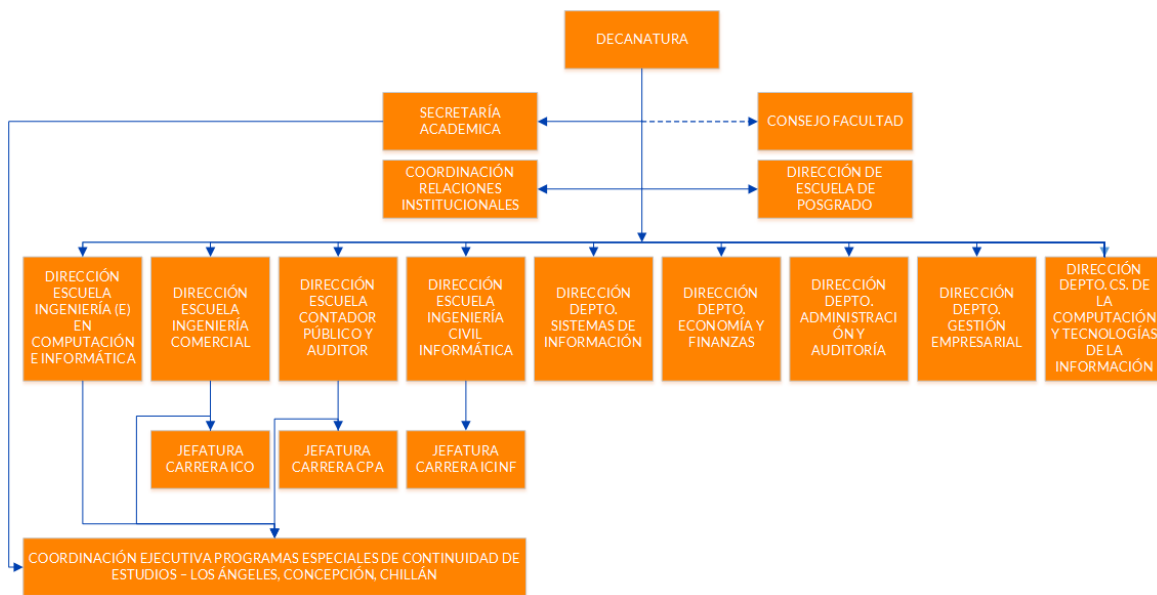 DECANATURA
SECRETARÍA
ACADEMICA
CONSEJO FACULTAD
COORDINACIÓN
RELACIONES
INSTITUCIONALES
DIRECCIÓN DE
ESCUELA DE
POSGRADO
DIRECCIÓN
ESCUELA
INGENIERÍA (E)
EN
COMPUTACIÓN
E INFORMÁTICA
DIRECCIÓN
ESCUELA
INGENIERÍA
COMERCIAL
DIRECCIÓN
ESCUELA
CONTADOR
PÚBLICO Y
AUDITOR
DIRECCIÓN
ESCUELA
INGENIERÍA
CIVIL
INFORMÁTICA
DIRECCIÓN
DEPTO.
SISTEMAS DE
INFORMACIÓN
DIRECCIÓN
DEPTO.
ECONOMÍA Y
FINANZAS
DIRECCIÓN
DEPTO.
ADMINISTRACI
ÓN Y
AUDITORÍA
DIRECCIÓN
DEPTO.
GESTIÓN
EMPRESARIAL
DIRECCIÓN
DEPTO. CS. DE
LA
COMPUTACIÓN
Y TECNOLOGÍAS
DE LA
INFORMACIÓN
JEFATURA
CARRERA ICO
JEFATURA
CARRERA CPA
JEFATURA
CARRERA ICINF
COORDINACIÓN EJECUTIVA PROGRAMAS ESPECIALES DE CONTINUIDAD DE
ESTUDIOS – LOS ÁNGELES, CONCEPCIÓN, CHILLÁN